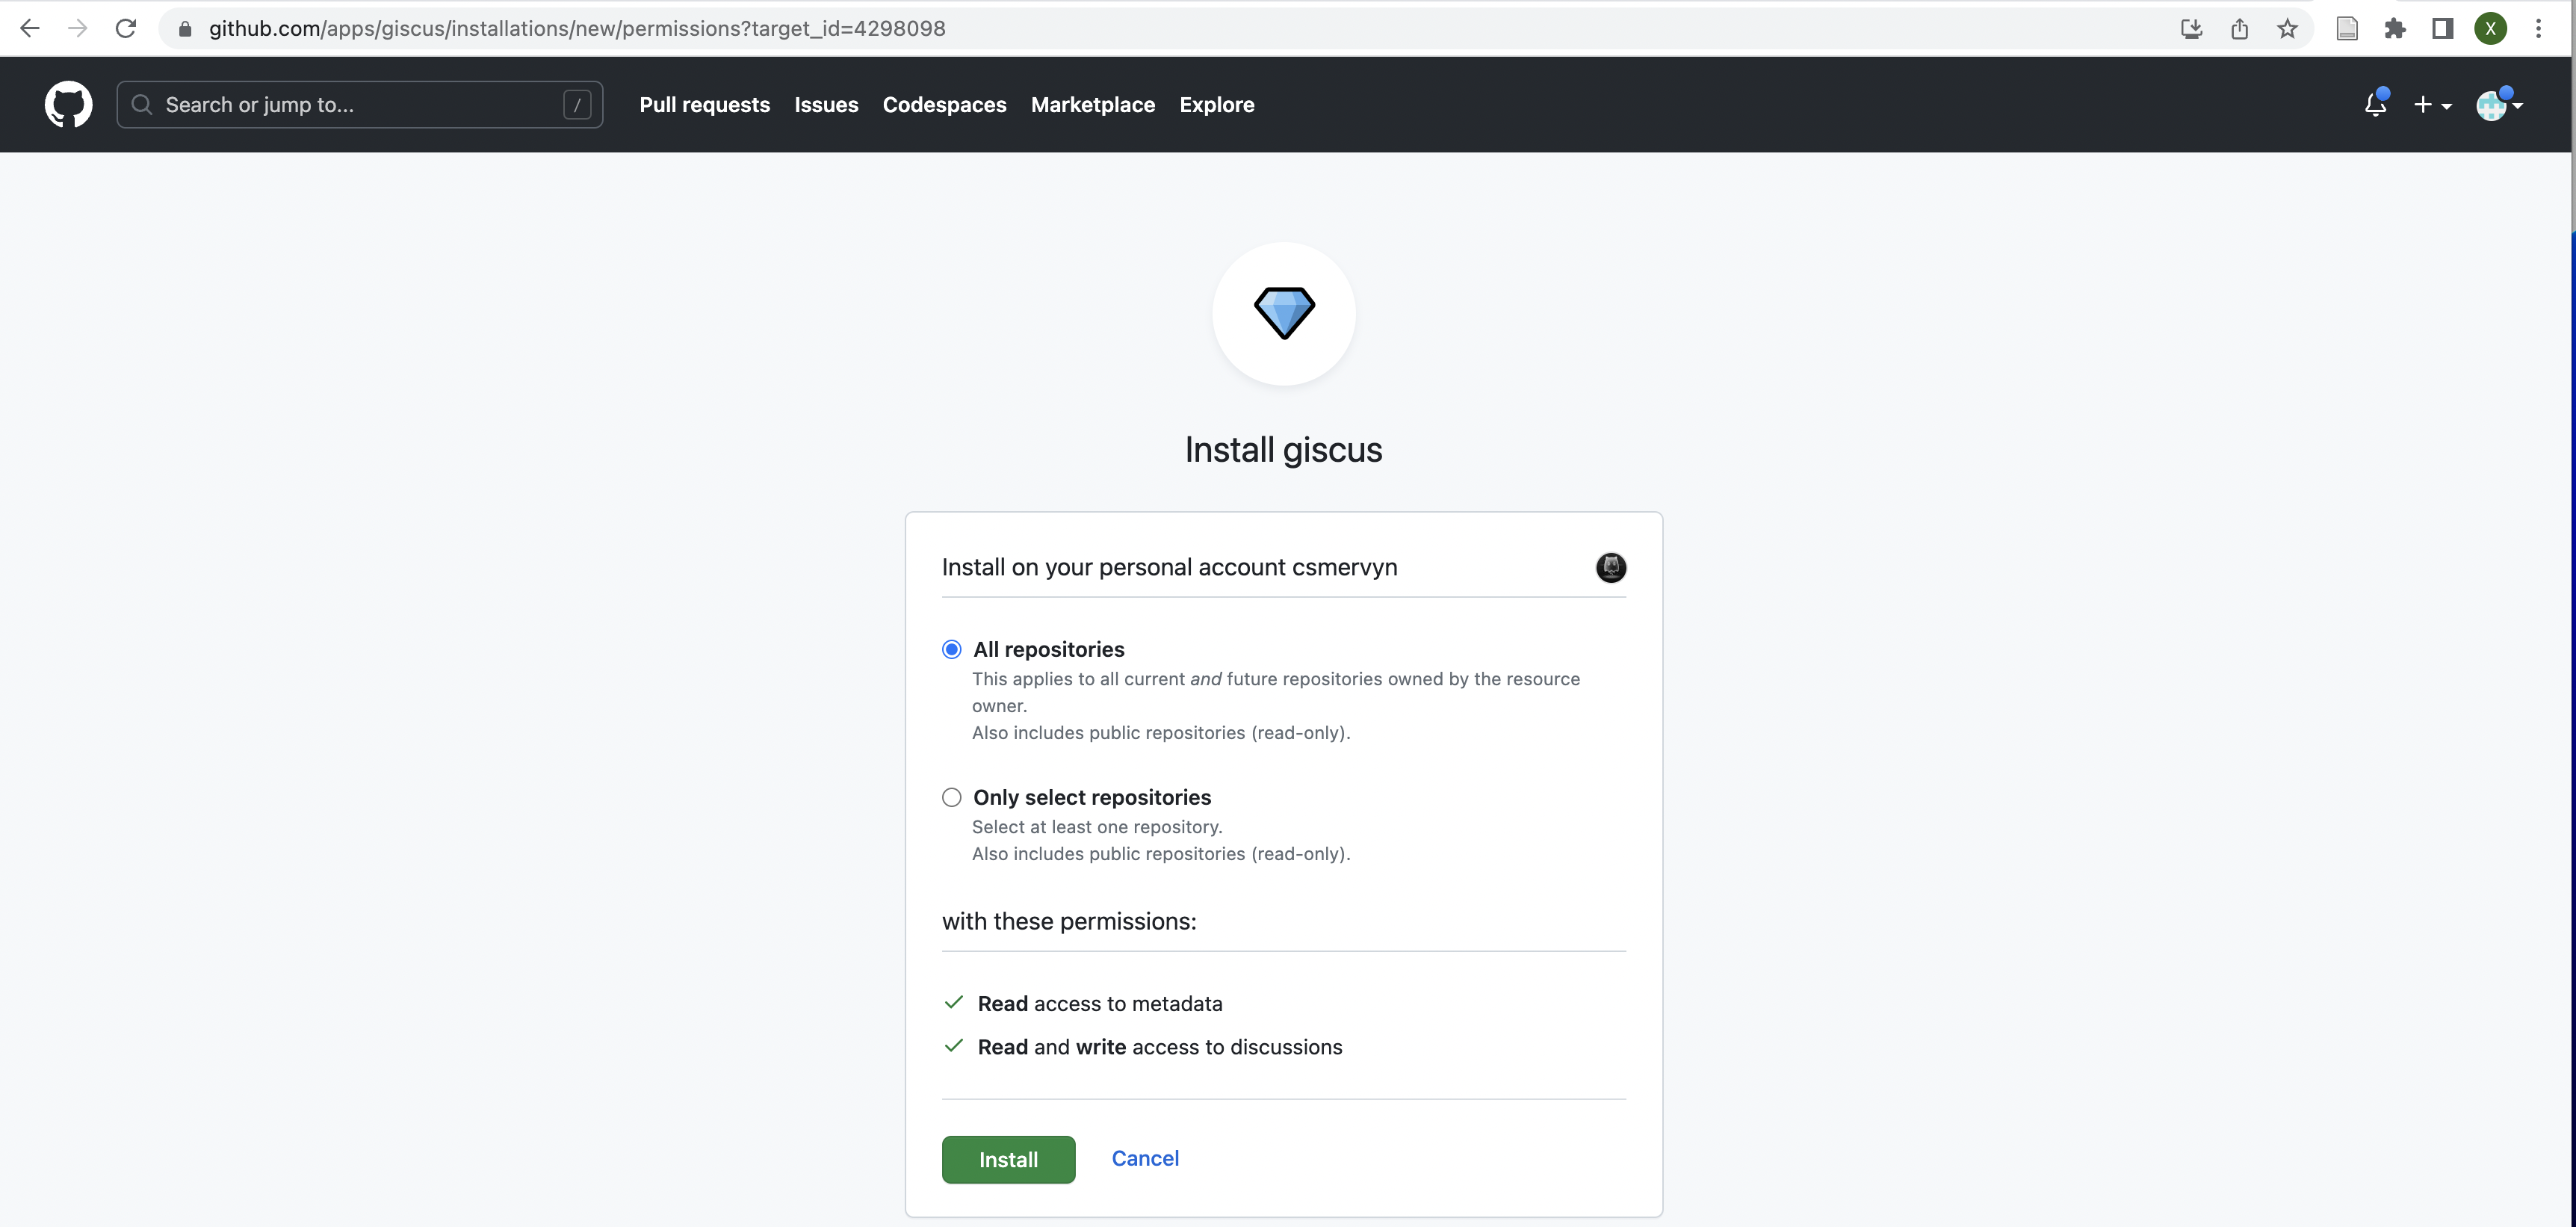 github.com/apps/giscus/installations/new/permissions?target_id=4298098
X
Search or jump to... /
Pull requests Issues Codespaces Marketplace Explore
Install giscus
Install on your personal account csmervyn
All repositories
This applies to all current and future repositories owned by the resource
owner.
Also includes public repositories (read-only).
Only select repositories
Select at least one repository.
Also includes public repositories (read-only).
with these permissions:
Read access to metadata
Read and write access to discussions
Install Cancel